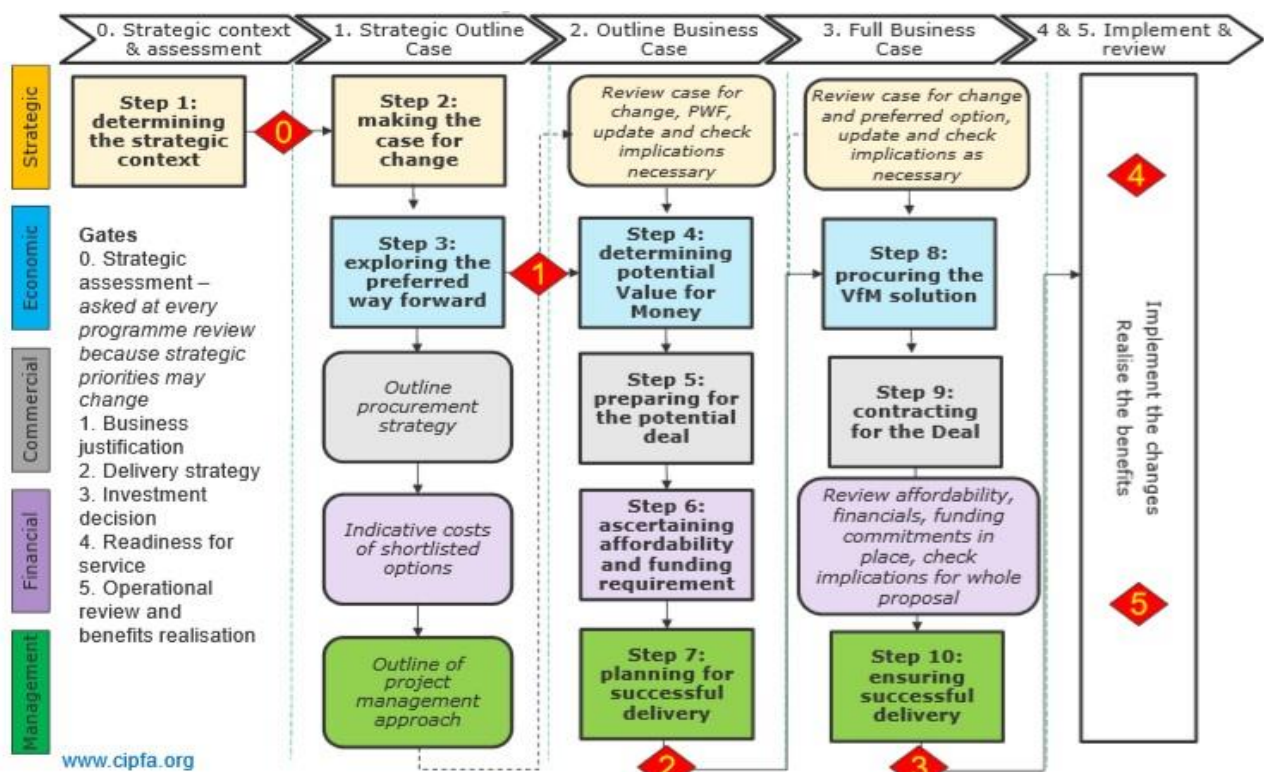 0. Strategic context
& assessment
1. Strategic Outline
Case
2. Outline Business
Case
3. Full Business
Case
4 & 5. Implement &
review
Strategic
Step 1:
determining
the strategic
context
0
Step 2:
making the
case for
change
Review case for
change, PWF,
update and check
implications
necessary
Review case for change
and preferred option,
update and check
implications as
necessary
4
Economic
Gates
0. Strategic
assessment –
asked at every
programme review
because strategic
priorities may
change
1. Business
justification
2. Delivery strategy
3. Investment
decision
4. Readiness for
service
5. Operational
review and
benefits realisation
Step 3:
exploring the
preferred
way forward
1
Step 4:
determining
potential
Value for
Money
Step 8:
procuring the
VfM solution
Implement the changes
Realise the benefits
Commercial
Outline
procurement
strategy
Step 5:
preparing for
the potential
deal
Step 9:
contracting
for the Deal
Financial
Indicative costs
of shortlisted
options
Step 6:
ascertaining
affordability
and funding
requirement
Review affordability,
financials, funding
commitments in
place, check
implications for whole
proposal
5
Management
Outline of
project
management
approach
Step 7:
planning for
successful
delivery
2
Step 10:
ensuring
successful
delivery
3
www.cipfa.org